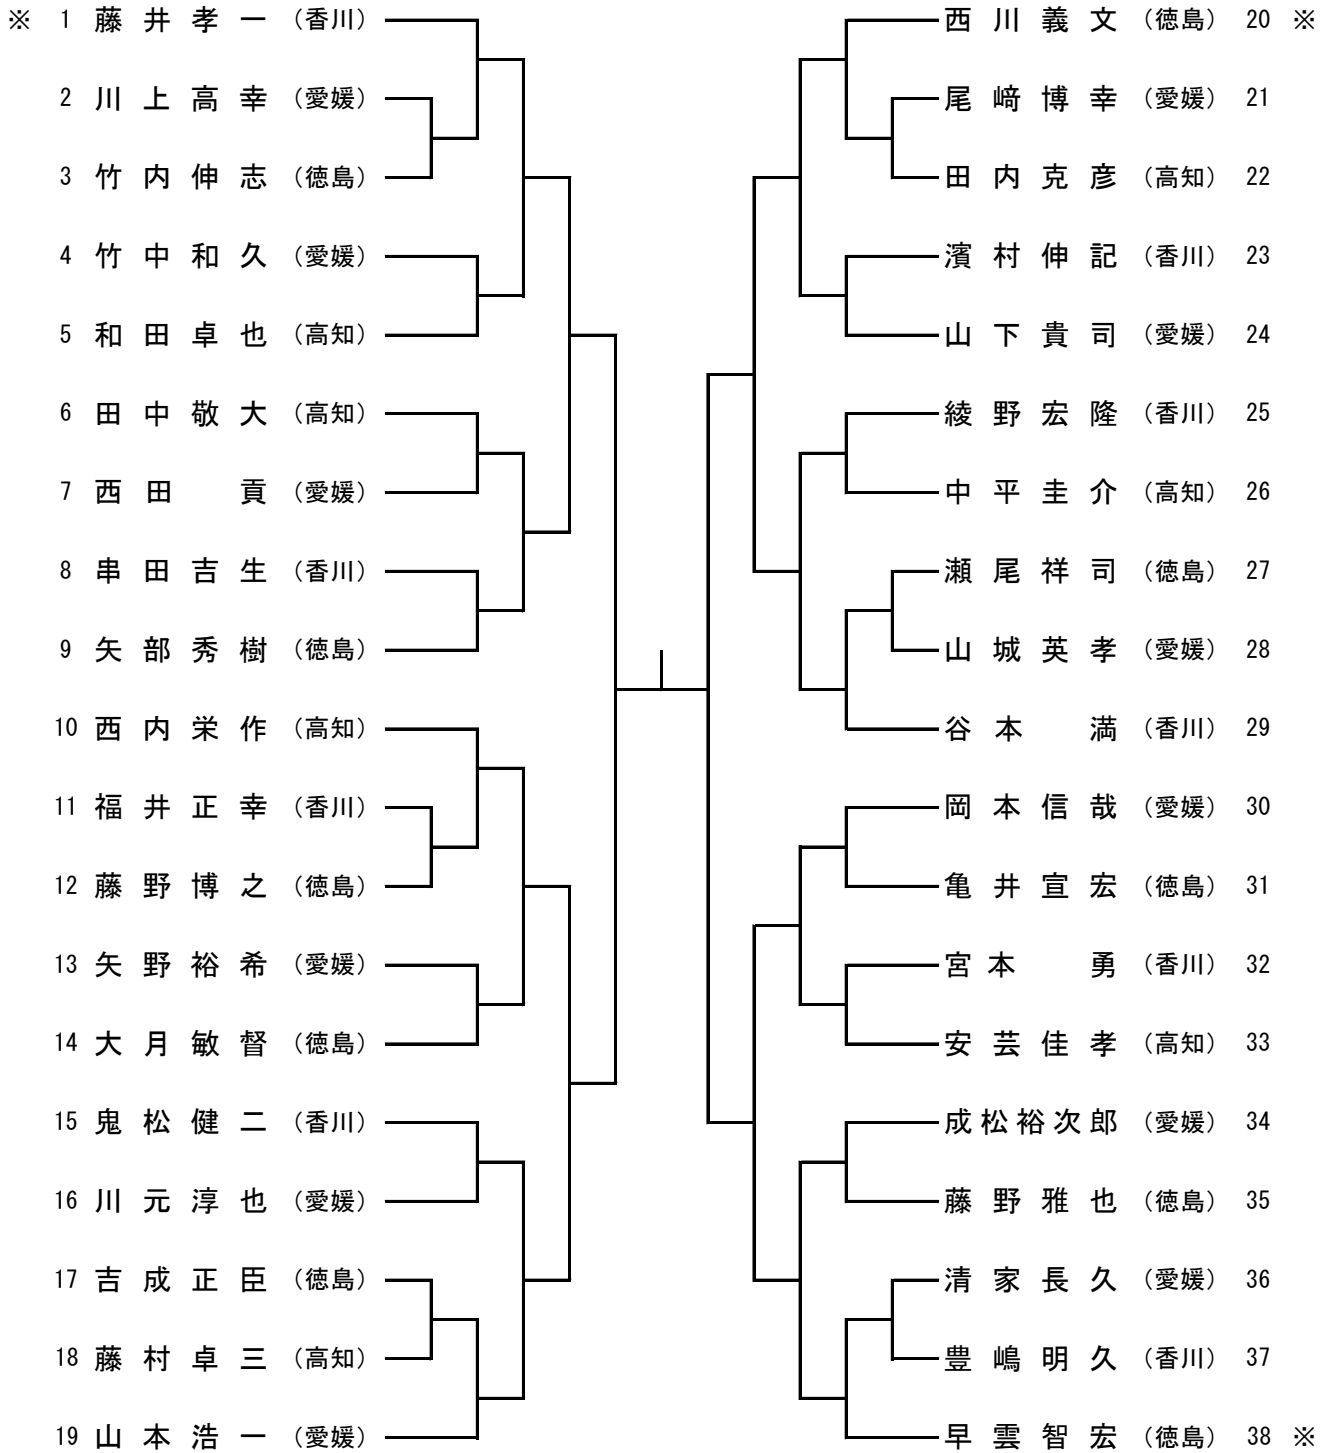 ※ 1 藤井孝一 （香川）
2 川上高幸 （愛媛）
3 竹内伸志 （徳島）
4 竹中和久 （愛媛）
5 和田卓也 （高知）
6 田中敬大 （高知）
7 西田　貢 （愛媛）
8 串田吉生 （香川）
9 矢部秀樹 （徳島）
10 西内栄作 （高知）
11 福井正幸 （香川）
12 藤野博之 （徳島）
13 矢野裕希 （愛媛）
14 大月敏督 （徳島）
15 鬼松健二 （香川）
16 川元淳也 （愛媛）
17 吉成正臣 （徳島）
18 藤村卓三 （高知）
19 山本浩一 （愛媛）
西川義文 （徳島） 20 ※
尾﨑博幸 （愛媛） 21
田内克彦 （高知） 22
濱村伸記 （香川） 23
山下貴司 （愛媛） 24
綾野宏隆 （香川） 25
中平圭介 （高知） 26
瀬尾祥司 （徳島） 27
山城英孝 （愛媛） 28
谷本　満 （香川） 29
岡本信哉 （愛媛） 30
亀井宣宏 （徳島） 31
宮本　勇 （香川） 32
安芸佳孝 （高知） 33
成松裕次郎 （愛媛） 34
藤野雅也 （徳島） 35
清家長久 （愛媛） 36
豊嶋明久 （香川） 37
早雲智宏 （徳島） 38 ※